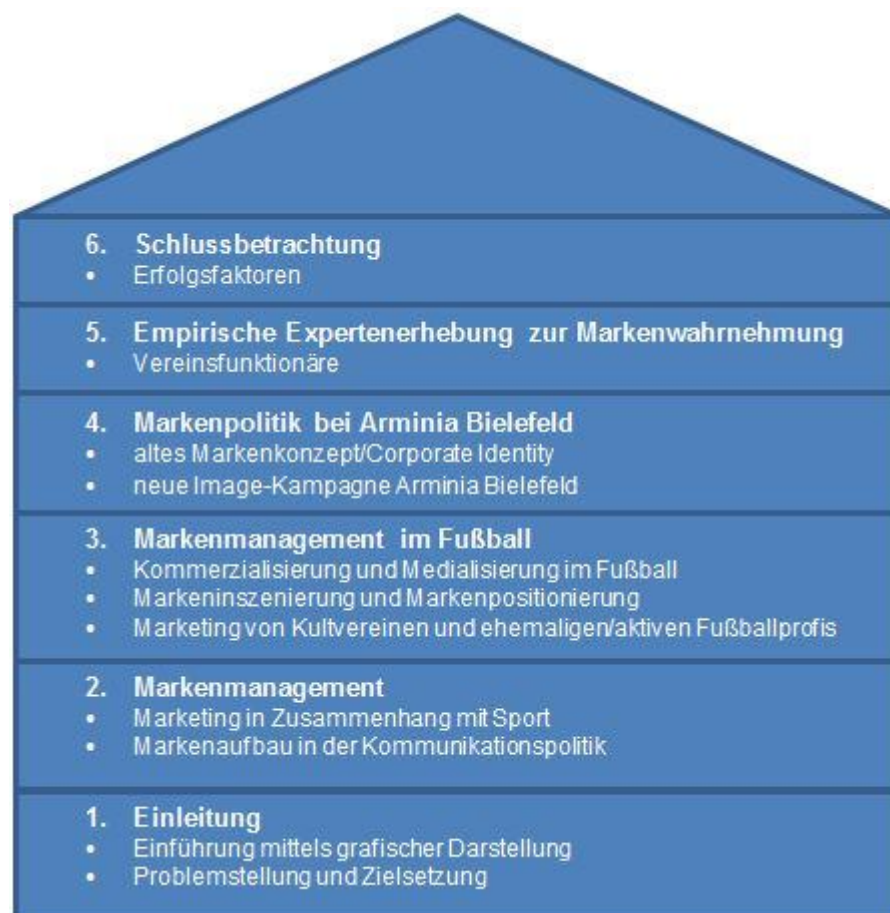 6. Schlussbetrachtung
• Erfolgsfaktoren
5. Empirische Expertenerhebung zur Markenwahrnehmung
• Vereinsfunktionäre
4. Markenpolitik bei Arminia Bielefeld
• altes Markenkonzept/Corporate Identity
• neue Image-Kampagne Arminia Bielefeld
3. Markenmanagement im Fußball
• Kommerzialisierung und Medialisierung im Fußball
• Markeninszenierung und Markenpositionierung
• Marketing von Kultvereinen und ehemaligen/aktiven Fußballprofis
2. Markenmanagement
• Marketing in Zusammenhang mit Sport
• Markenaufbau in der Kommunikationspolitik
1. Einleitung
• Einführung mittels grafischer Darstellung
• Problemstellung und Zielsetzung